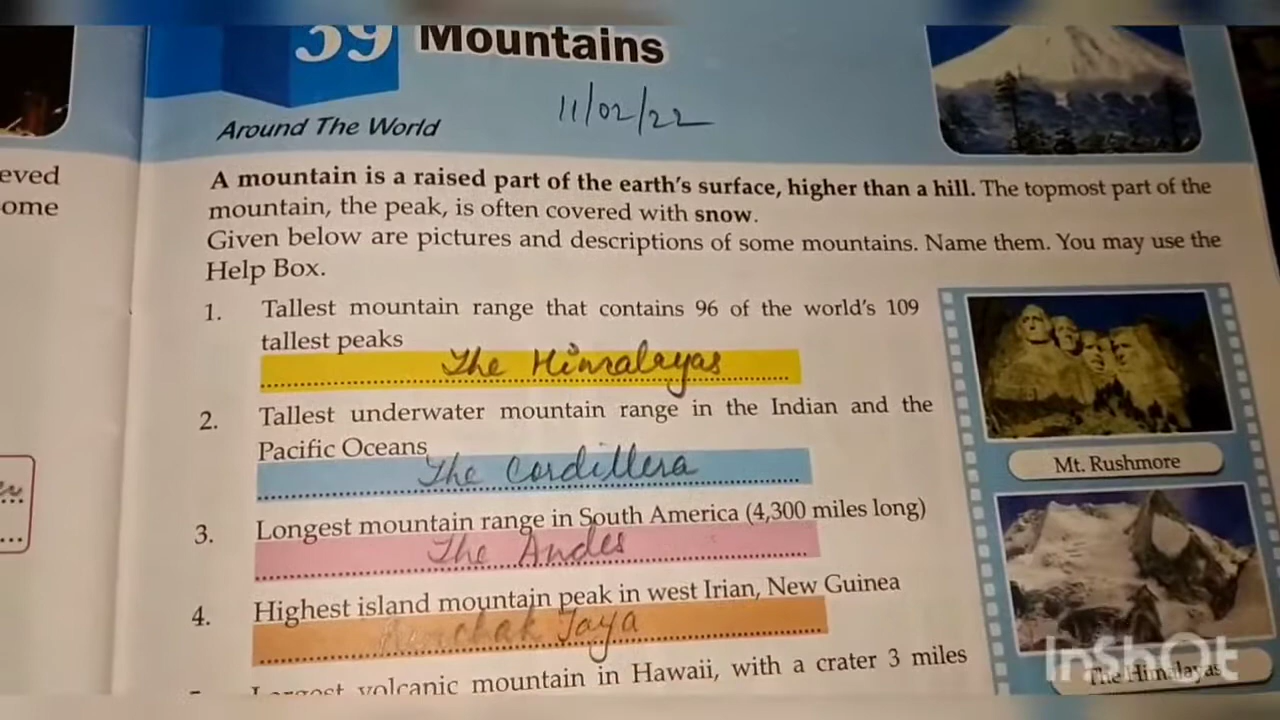 39 Mountains
11/02/22
Around The World
eved
ome
A mountain is a raised part of the earth's surface, higher than a hill. The topmost part of the
mountain, the peak, is often covered with snow.
Given below are pictures and descriptions of some mountains. Name them. You may use the
Help Box.
1. Tallest mountain range that contains 96 of the world's 109
tallest peaks
The Himalayas
2. Tallest underwater mountain range in the Indian and the
Pacific Oceans
The Cordillera
3. Longest mountain range in South America (4,300 miles long)
The Andes
4. Highest island mountain peak in west Irian, New Guinea
Punchak Jaya
Largest volcanic mountain in Hawaii, with a crater 3 miles
Mt. Rushmore
The Himalayas
InShOt